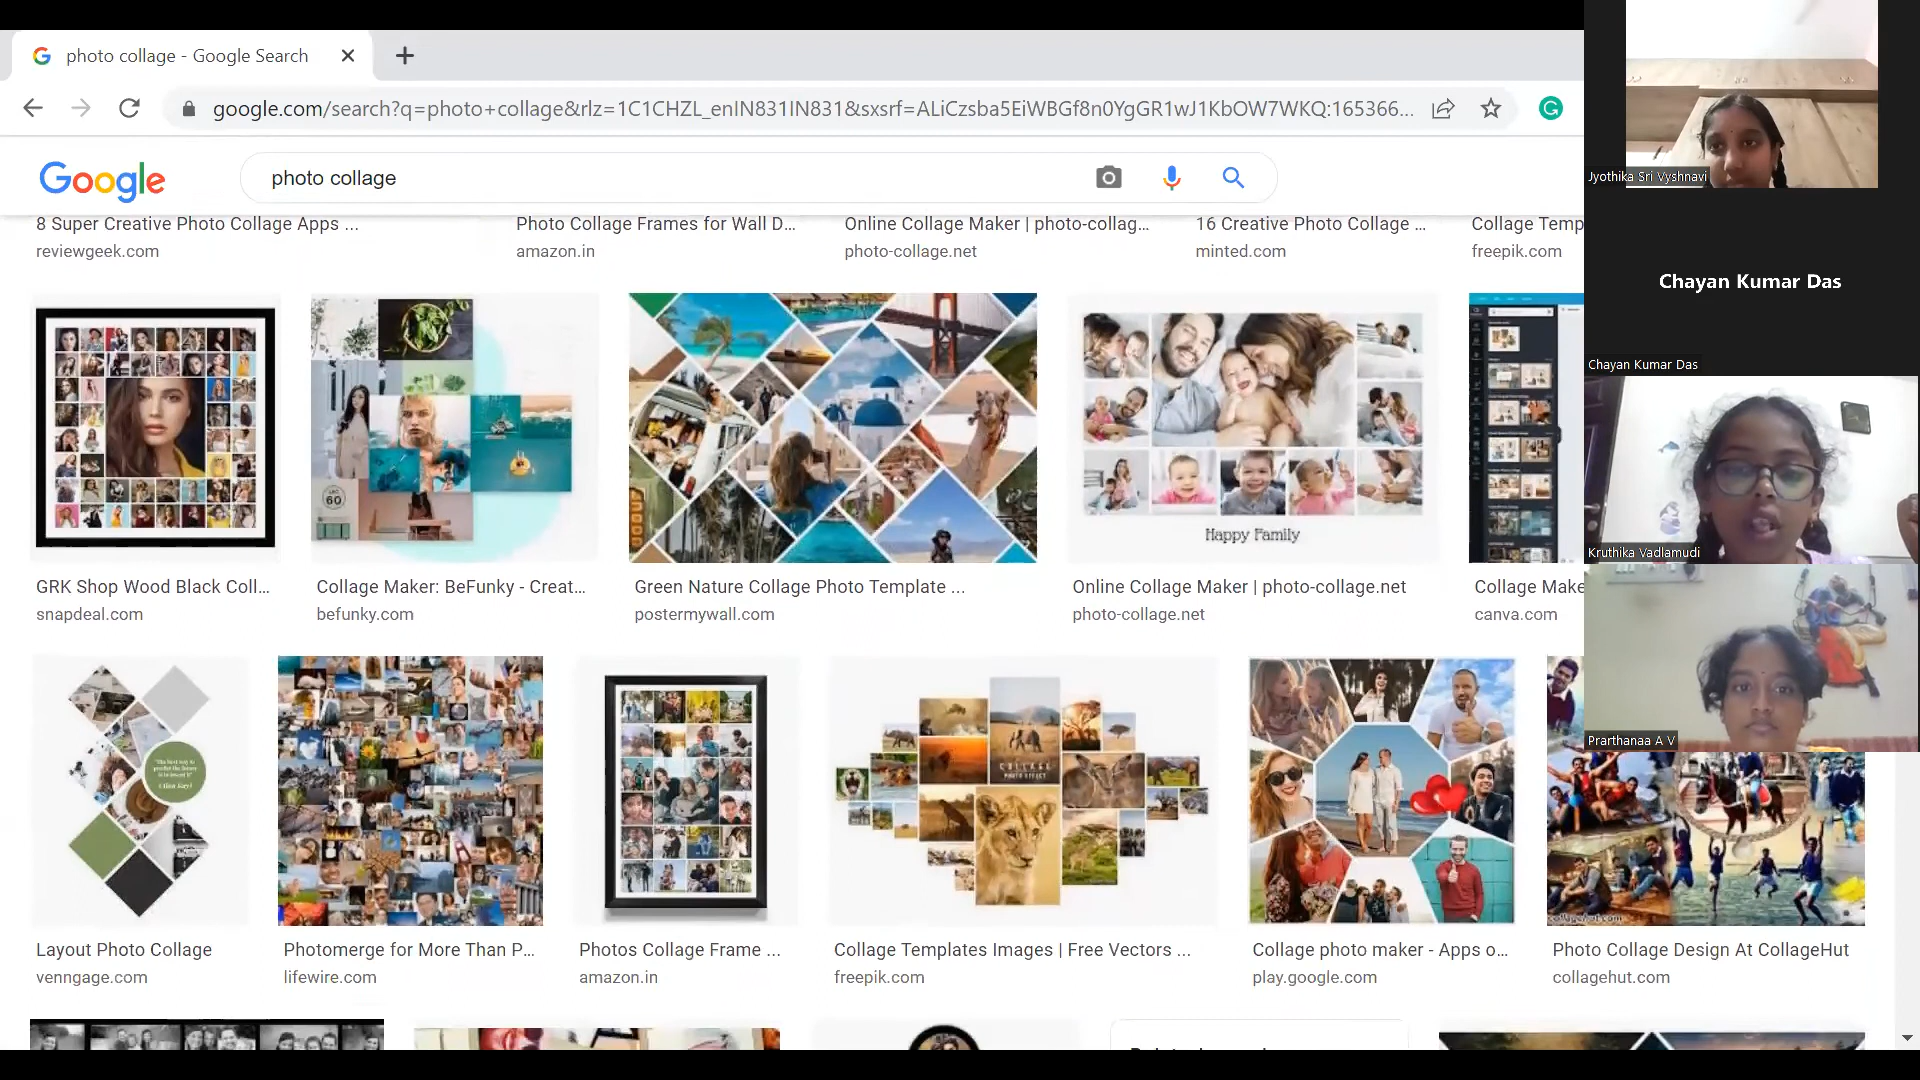 photo collage - Google Search
google.com/search?q=photo+collage&rlz=1C1CHZL_enIN831IN831&sxsrf=ALiCzsba5EiWBGf8n0YgGR1wJ1KbOW7WKQ:165366...
Google
photo collage
8 Super Creative Photo Collage Apps ...
reviewgeek.com
Photo Collage Frames for Wall D...
amazon.in
Online Collage Maker | photo-collag...
photo-collage.net
16 Creative Photo Collage ...
minted.com
Collage Temp
freepik.com
Jyothika Sri Vyshnavi
Chayan Kumar Das
Chayan Kumar Das
Kruthika Vadlamudi
Prarthanaa A V
60
Happy Family
GRK Shop Wood Black Coll...
snapdeal.com
Collage Maker: BeFunky - Creat...
befunky.com
Green Nature Collage Photo Template ...
postermywall.com
Online Collage Maker | photo-collage.net
photo-collage.net
Collage Make
canva.com
COLLAGE
PHOTO EFFECT
collagehut.com
Layout Photo Collage
venngage.com
Photomerge for More Than P...
lifewire.com
Photos Collage Frame ...
amazon.in
Collage Templates Images | Free Vectors ...
freepik.com
Collage photo maker - Apps o...
play.google.com
Photo Collage Design At CollageHut
collagehut.com